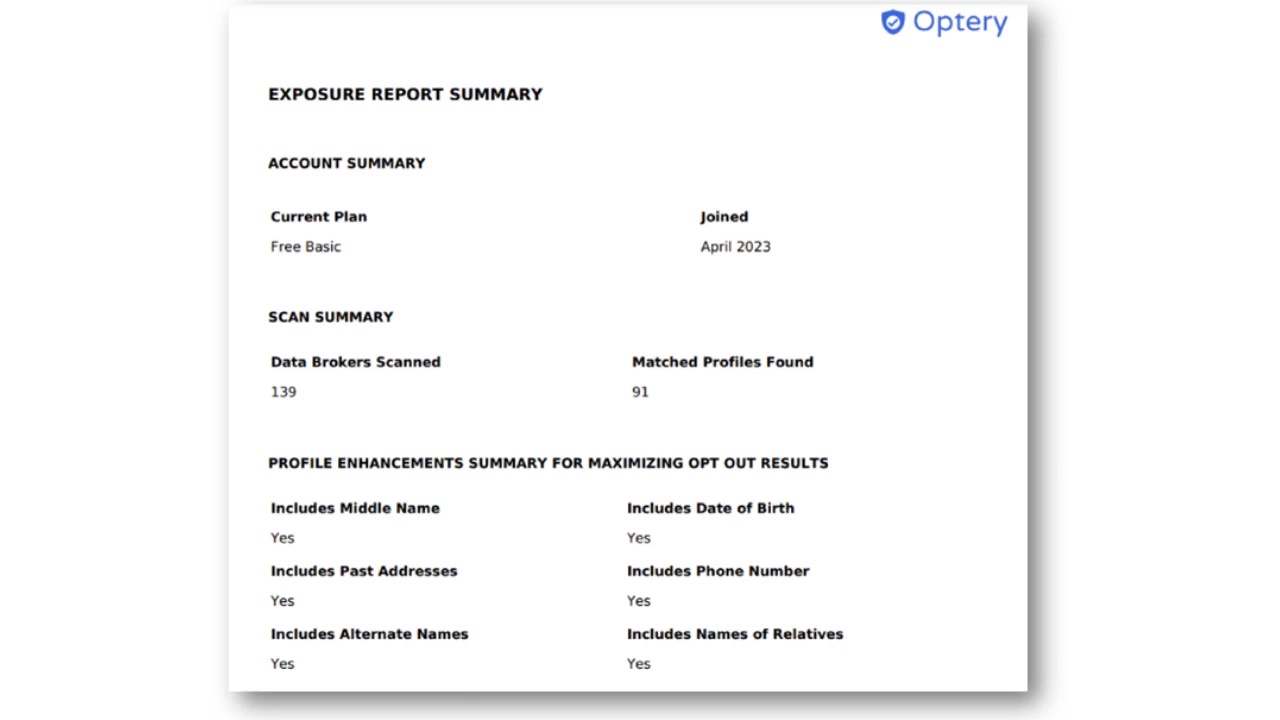 Optery
EXPOSURE REPORT SUMMARY
ACCOUNT SUMMARY
Current Plan Joined
Free Basic April 2023
SCAN SUMMARY
Data Brokers Scanned Matched Profiles Found
139 91
PROFILE ENHANCEMENTS SUMMARY FOR MAXIMIZING OPT OUT RESULTS
Includes Middle Name Includes Date of Birth
Yes Yes
Includes Past Addresses Includes Phone Number
Yes Yes
Includes Alternate Names Includes Names of Relatives
Yes Yes